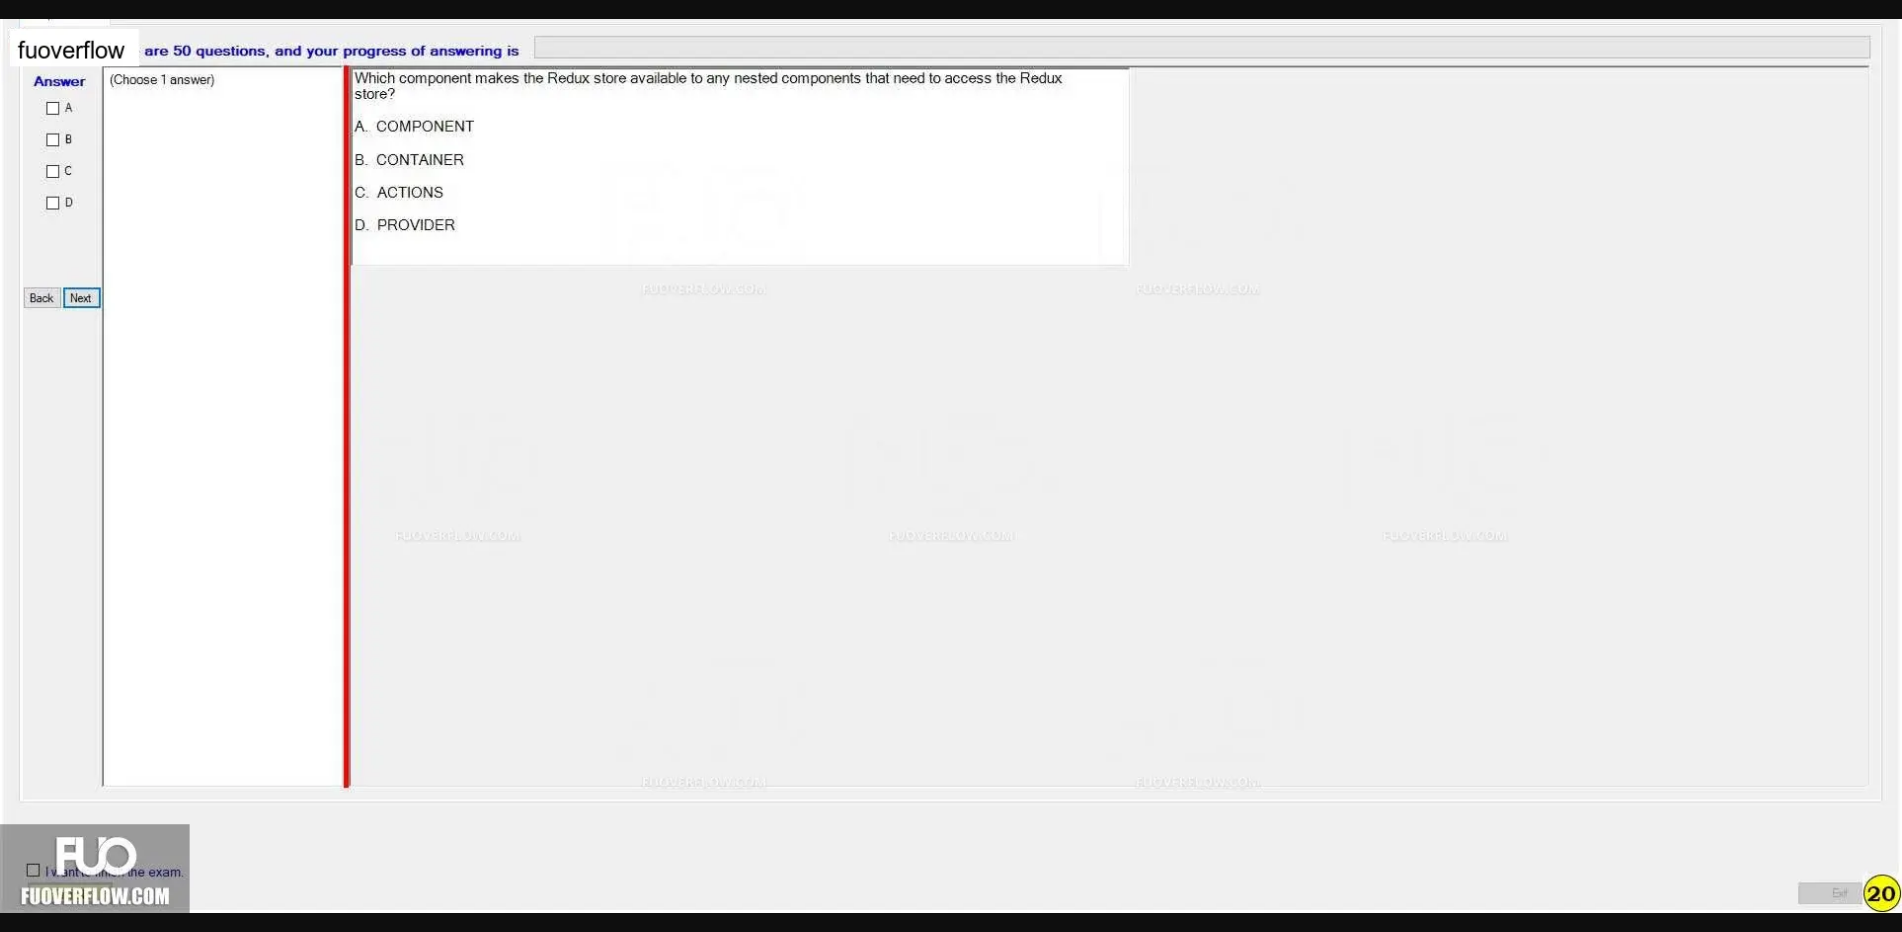 fuoverflow are 50 questions, and your progress of answering is
Answer
(Choose 1 answer)
A
B
C
D
Back Next
Which component makes the Redux store available to any nested components that need to access the Redux
store?
A. COMPONENT
B. CONTAINER
C. ACTIONS
D. PROVIDER
FUOVERFLOW.COM FUOVERFLOW.COM
FUOVERFLOW.COM FUOVERFLOW.COM FUOVERFLOW.COM
FUOVERFLOW.COM FUOVERFLOW.COM
FUO
I want to finish the exam.
FUOVERFLOW.COM
Exit 20